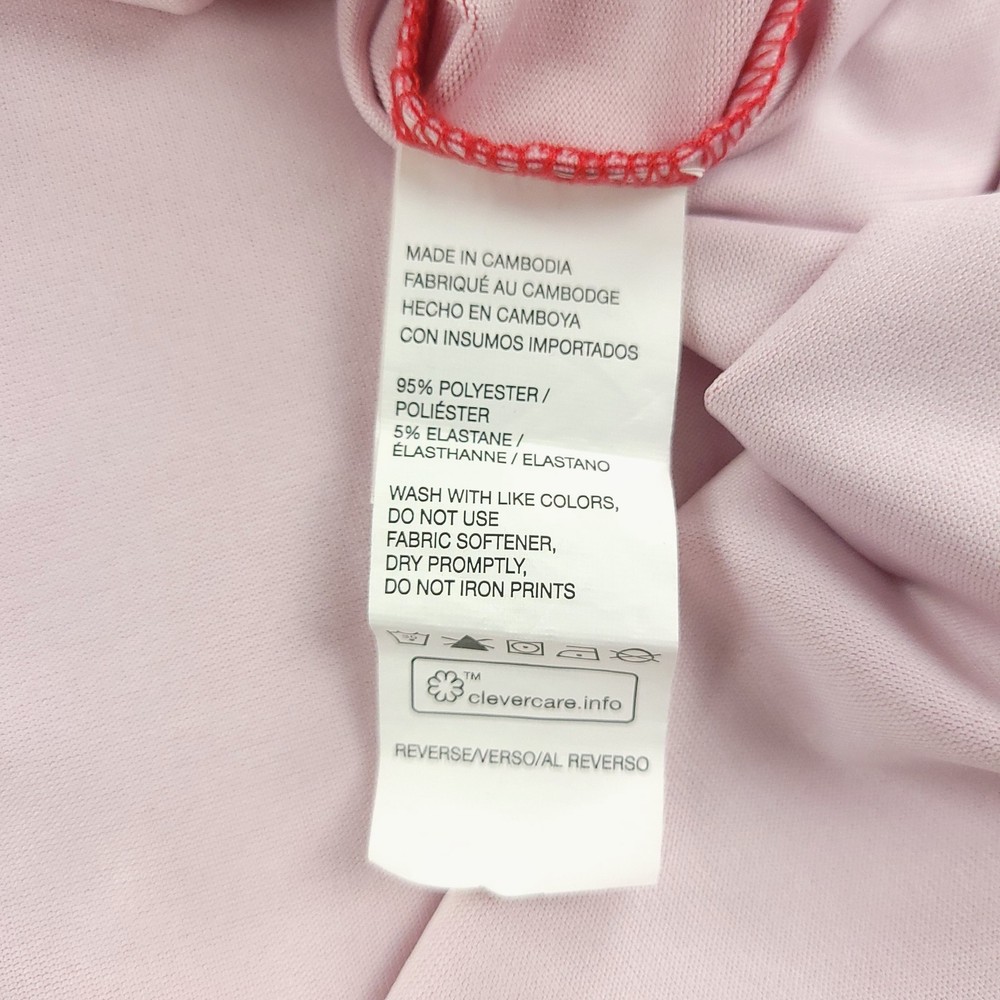 MADE IN CAMBODIA
FABRIQUÉ AU CAMBODGE
HECHO EN CAMBOYA
CON INSUMOS IMPORTADOS
95% POLYESTER /
POLIÉSTER
5% ELASTANE /
ÉLASTHANNE / ELASTANO
WASH WITH LIKE COLORS,
DO NOT USE
FABRIC SOFTENER,
DRY PROMPTLY,
DO NOT IRON PRINTS
TM
clevercare.info
REVERSE/VERSO/AL REVERSO